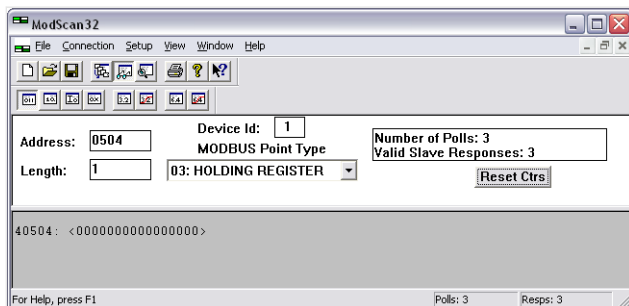 ModScan32
File Connection Setup View Window Help
Address: 0504
Device Id: 1
MODBUS Point Type
Length: 1
03: HOLDING REGISTER
Number of Polls: 3
Valid Slave Responses: 3
Reset Ctrs
40504: <0000000000000000>
For Help, press F1
Polls: 3
Resps: 3